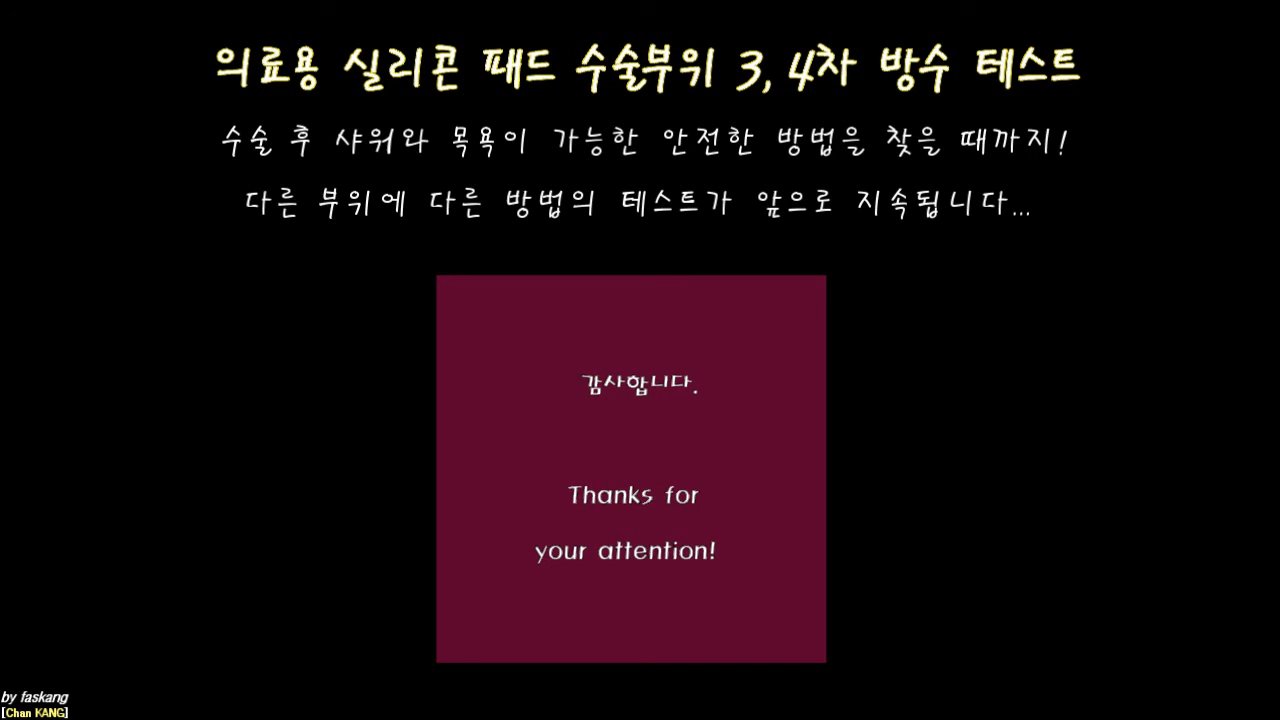 의료용 실리콘 패드 수술부위 3, 4차 방수 테스트
수술 후 샤워와 목욕이 가능한 안전한 방법을 찾을 때까지!
다른 부위에 다른 방법의 테스트가 앞으로 지속됩니다...
감사합니다.
Thanks for
your attention!
by faskang
[Chan KANG]